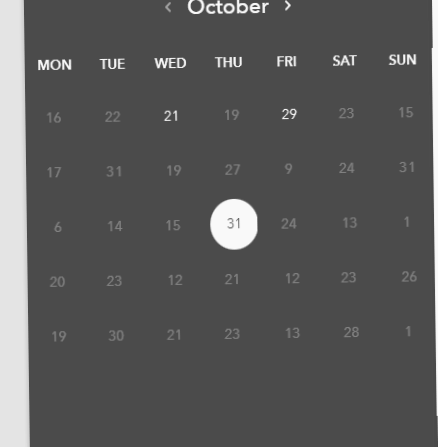 ‹ October ›
MON TUE WED THU FRI SAT SUN
16 22 21 19 29 23 15
17 31 19 27 9 24 31
6 14 15 31 24 13 1
20 23 12 21 12 23 26
19 30 21 23 13 28 1